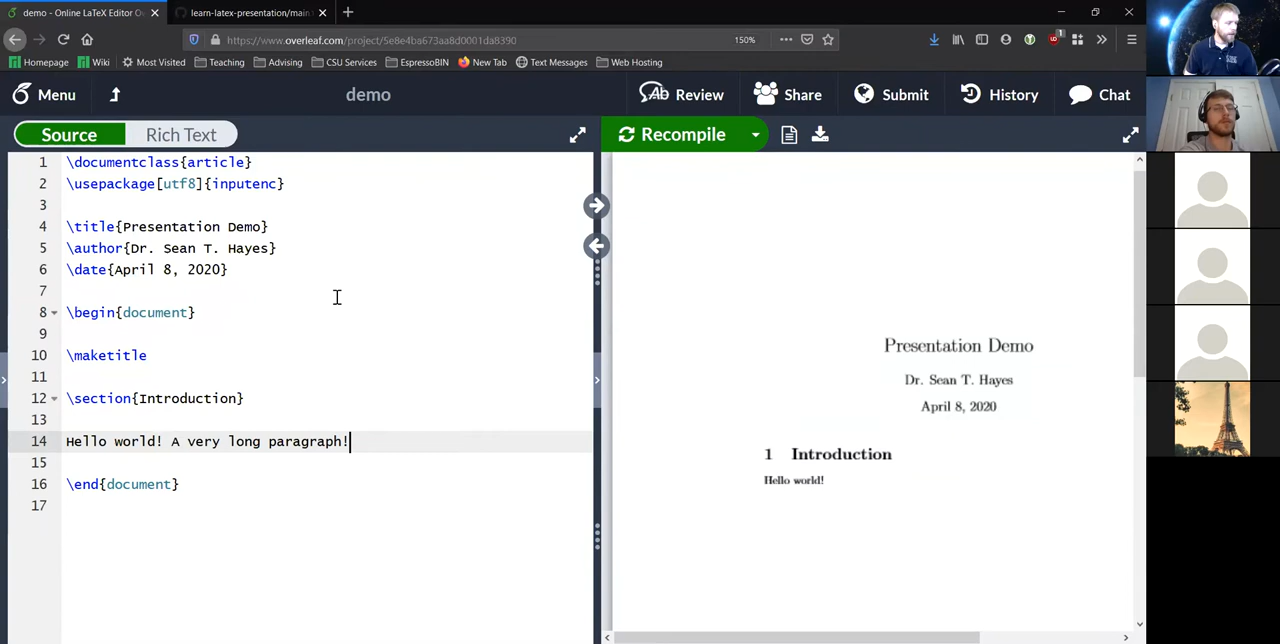 demo - Online LaTeX Editor Ov
learn-latex-presentation/main.
https://www.overleaf.com/project/5e8e4ba673aa8d0001da8390
150%
1
Homepage Wiki Most Visited Teaching Advising CSU Services EspressoBIN New Tab Text Messages Web Hosting
Menu demo Review Share Submit History Chat
Source Rich Text Recompile
1 \documentclass{article}
2 \usepackage[utf8]{inputenc}
3
4 \title{Presentation Demo}
5 \author{Dr. Sean T. Hayes}
6 \date{April 8, 2020}
7
8 \begin{document}
9
10 \maketitle
11
12 \section{Introduction}
13
14 Hello world! A very long paragraph!
15
16 \end{document}
17
Presentation Demo
Dr. Sean T. Hayes
April 8, 2020
1 Introduction
Hello world!